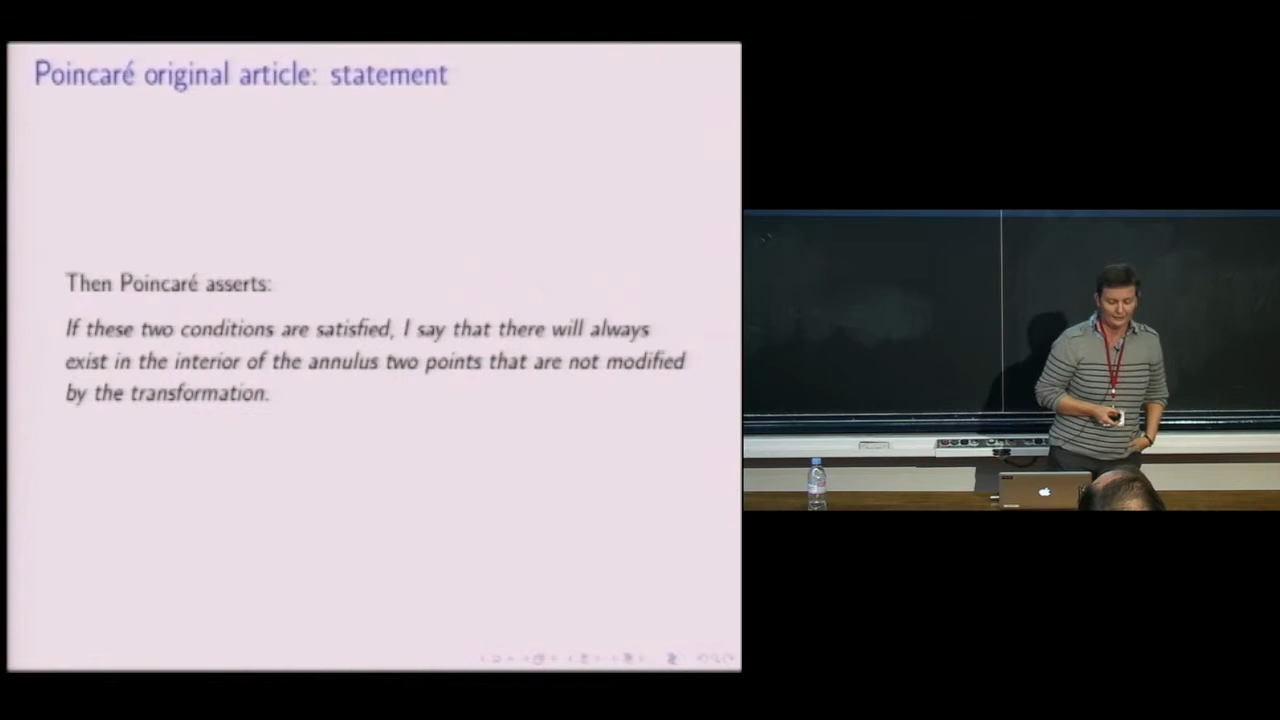 Poincaré original article: statement
Then Poincaré asserts:
If these two conditions are satisfied, I say that there will always
exist in the interior of the annulus two points that are not modified
by the transformation.